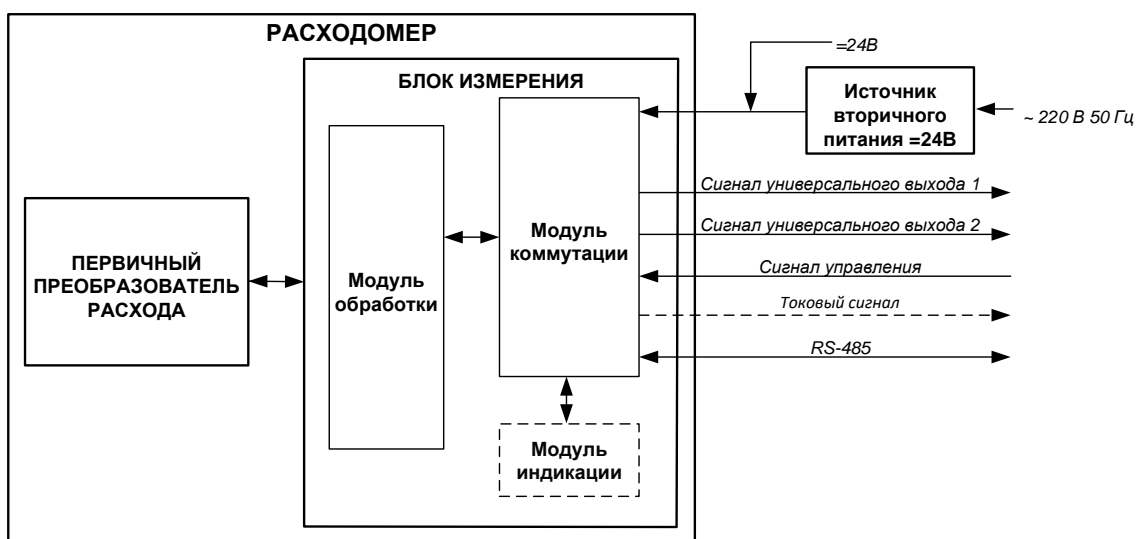 РАСХОДОМЕР
БЛОК ИЗМЕРЕНИЯ
=24В
Источник
вторичного
питания =24В
~ 220 В 50 Гц
Сигнал универсального выхода 1
Сигнал универсального выхода 2
Сигнал управления
Токовый сигнал
RS-485
ПЕРВИЧНЫЙ
ПРЕОБРАЗОВАТЕЛЬ
РАСХОДА
Модуль
обработки
Модуль
коммутации
Модуль
индикации